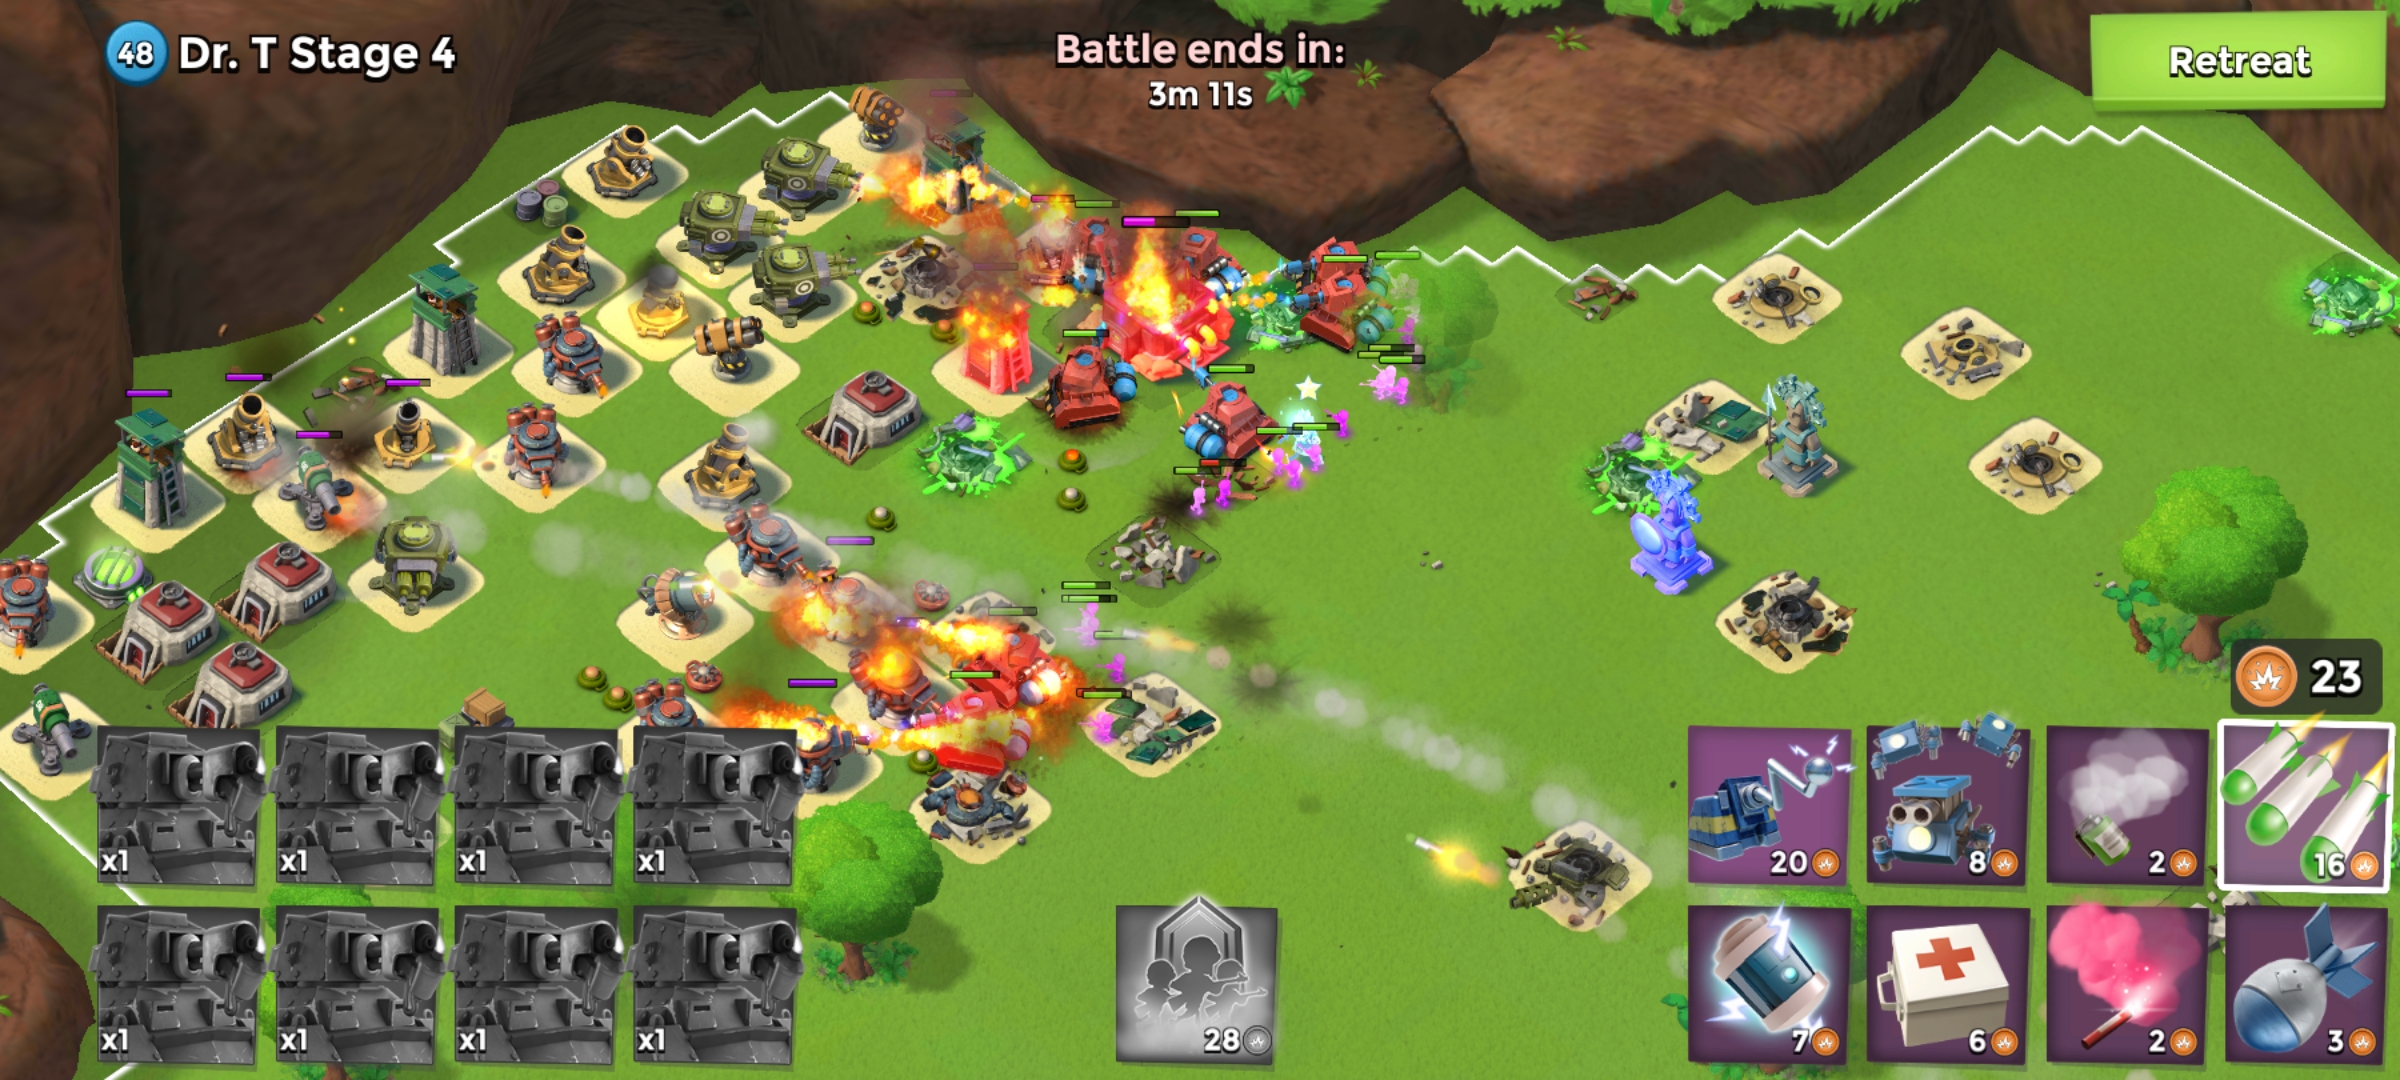 48 Dr. T Stage 4
Battle ends in:
3m 11s
Retreat
23
20
8
2
16
x1
x1
x1
x1
7
6
2
3
x1
x1
x1
x1
28